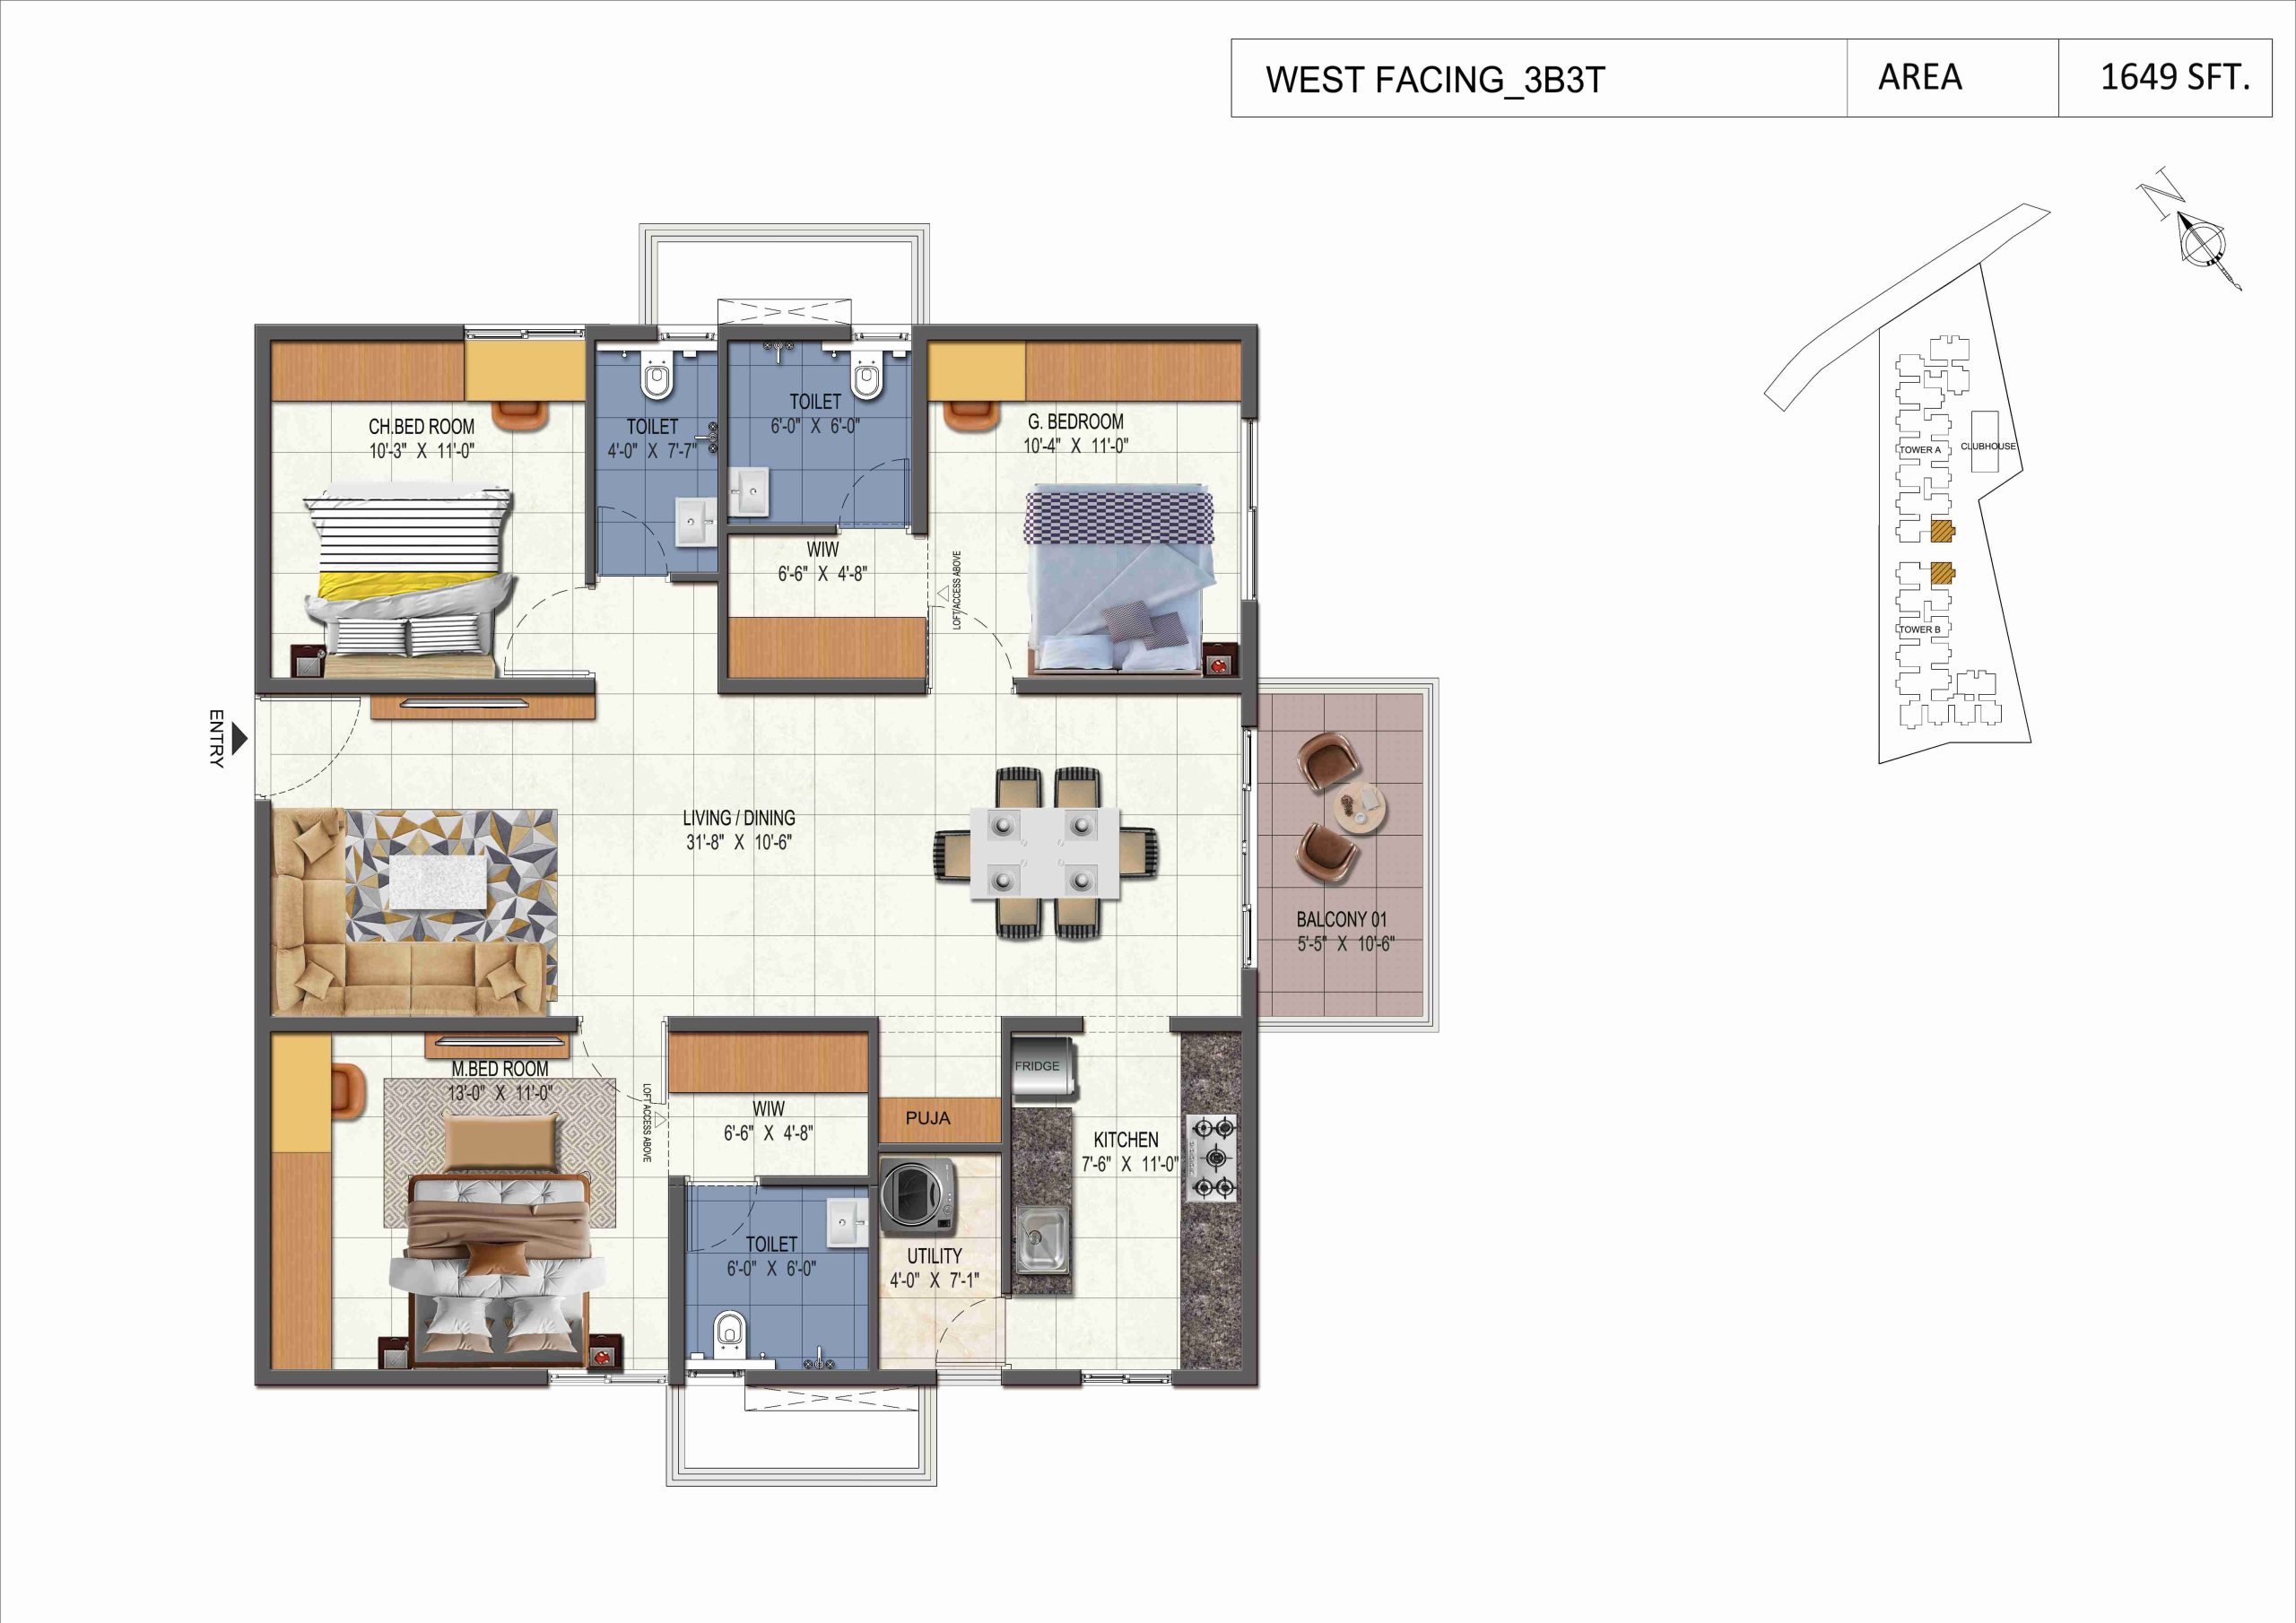 WEST FACING_3B3T
AREA
1649 SFT.
N
CH.BED ROOM
10'-3" X 11'-0"
TOILET
4'-0" X 7'-7"
TOILET
6'-0" X 6'-0"
G. BEDROOM
10'-4" X 11'-0"
WIW
6'-6" X 4'-8"
LOFT ACCESS ABOVE
TOWER A
CLUBHOUSE
TOWER B
ENTRY
LIVING / DINING
31'-8" X 10'-6"
BALCONY 01
5'-5" X 10'-6"
M.BED ROOM
13'-0" X 11'-0"
LOFT ACCESS ABOVE
WIW
6'-6" X 4'-8"
PUJA
FRIDGE
KITCHEN
7'-6" X 11'-0"
TOILET
6'-0" X 6'-0"
UTILITY
4'-0" X 7'-1"